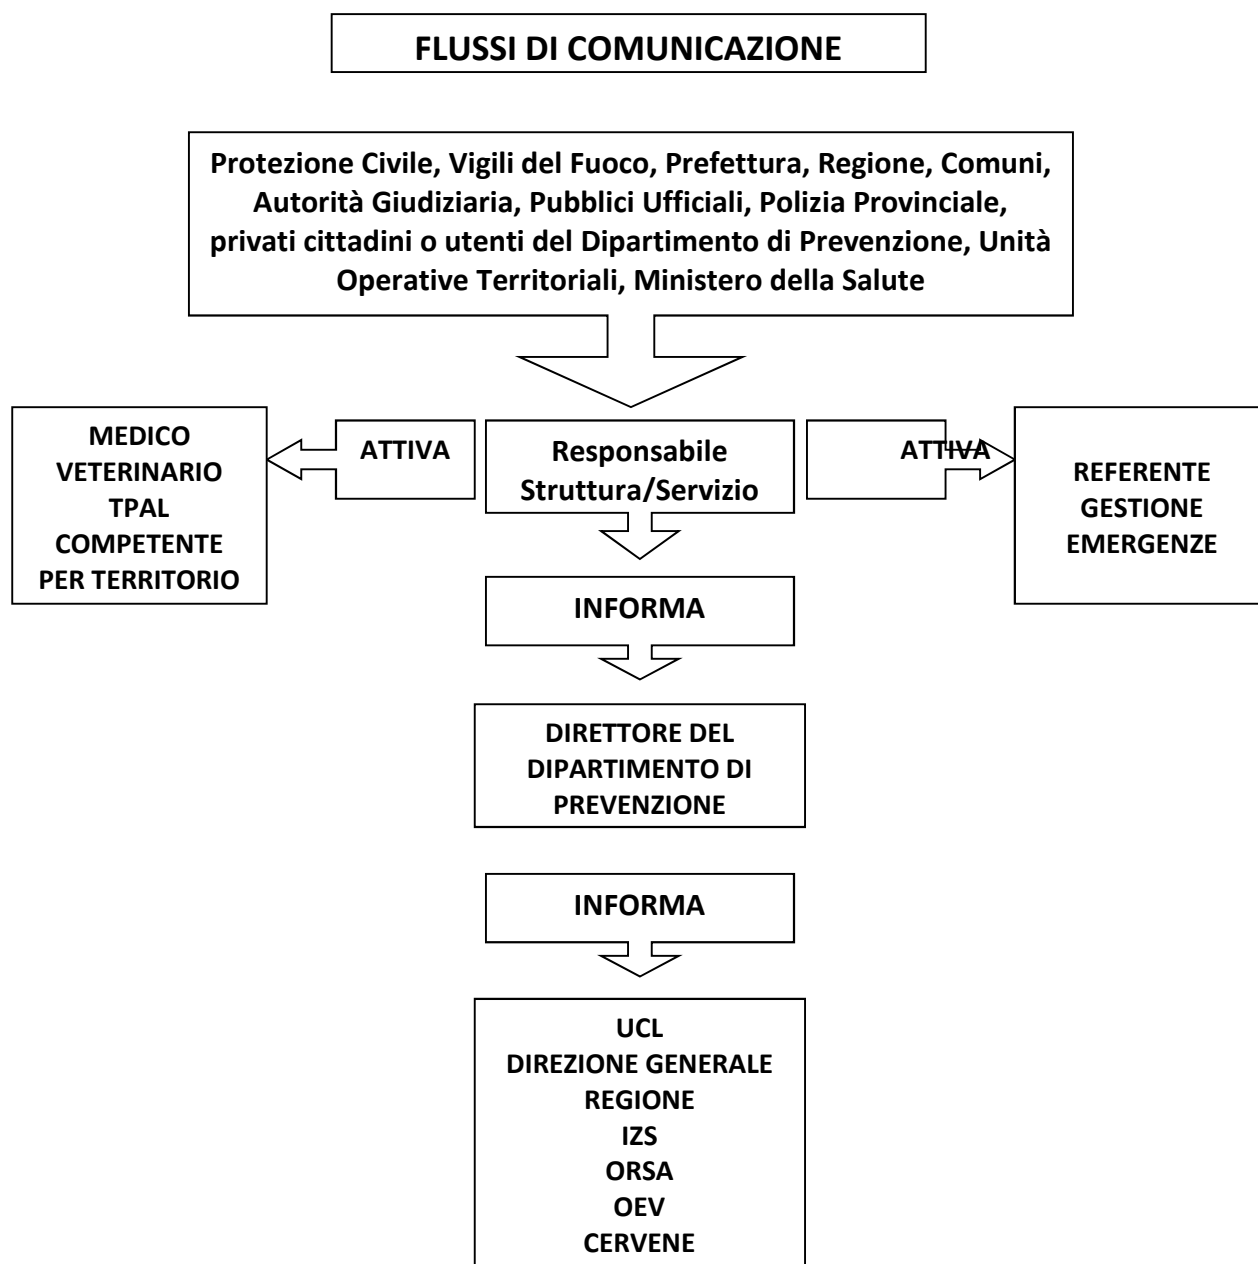 FLUSSI DI COMUNICAZIONE
Protezione Civile, Vigili del Fuoco, Prefettura, Regione, Comuni,
Autorità Giudiziaria, Pubblici Ufficiali, Polizia Provinciale,
privati cittadini o utenti del Dipartimento di Prevenzione, Unità
Operative Territoriali, Ministero della Salute
MEDICO
VETERINARIO
TPAL
COMPETENTE
PER TERRITORIO
ATTIVA
Responsabile
Struttura/Servizio
ATTIVA
REFERENTE
GESTIONE
EMERGENZE
INFORMA
DIRETTORE DEL
DIPARTIMENTO DI
PREVENZIONE
INFORMA
UCL
DIREZIONE GENERALE
REGIONE
IZS
ORSA
OEV
CERVENE